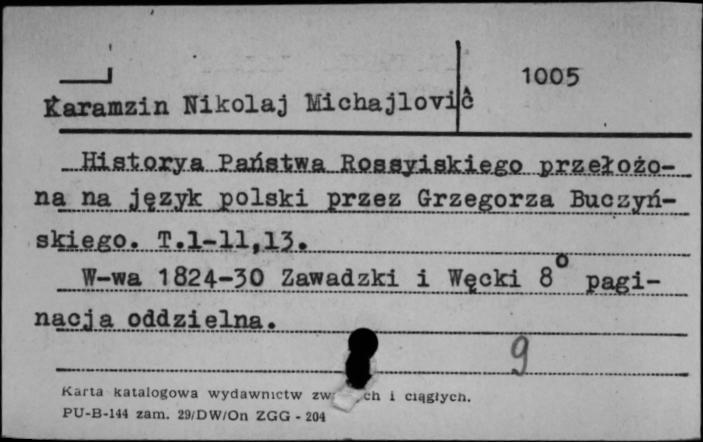 1005
Karamzin Nikolaj Michajlovič
Historya Państwa Rossyiskiego przełożo-
na na język polski przez Grzegorza Buczyń-
skiego. T.1-11,13.
W-wa 1824-30 Zawadzki i Węcki 8° pagi-
nacja oddzielna.
9
Karta katalogowa wydawnictw i ciągłych.
PU-B-144 zam. 29/DW/On ZGG - 204